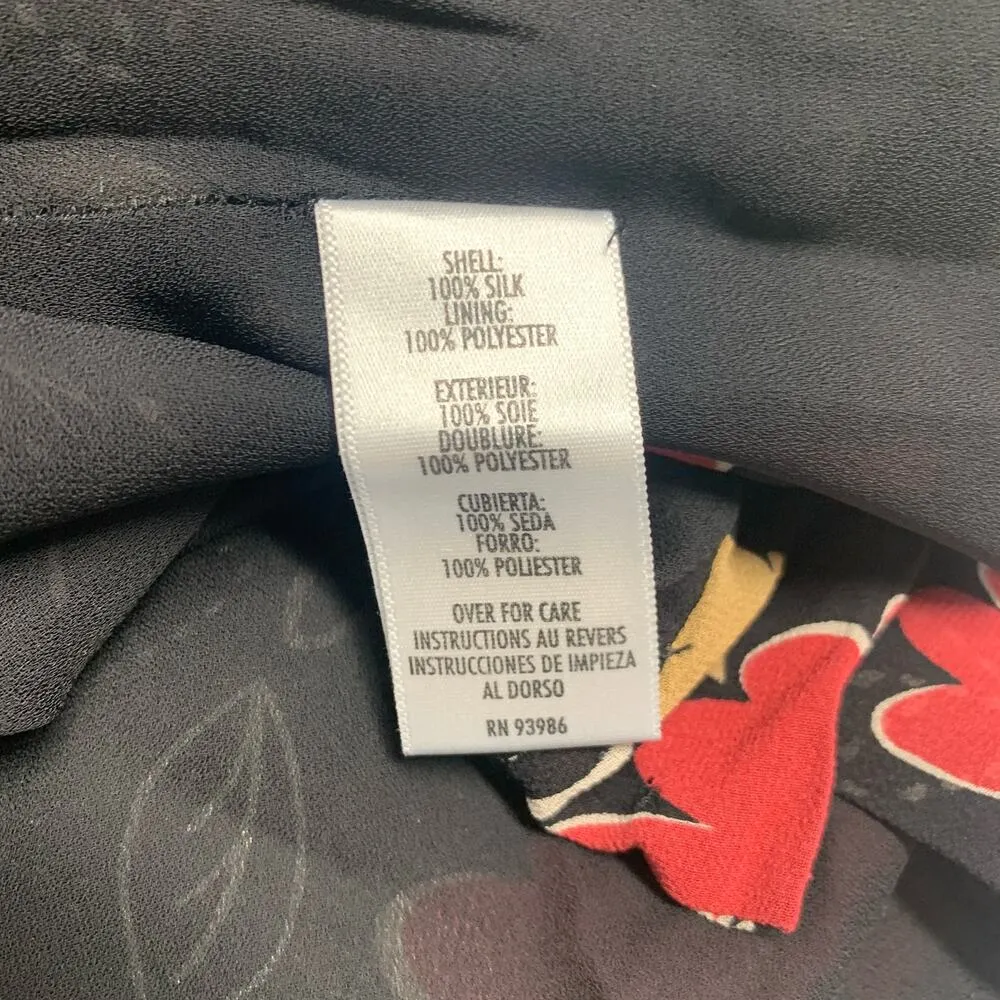 SHELL:
100% SILK
LINING:
100% POLYESTER
EXTERIEUR:
100% SOIE
DOUBLURE:
100% POLYESTER
CUBIERTA:
100% SEDA
FORRO:
100% POLIESTER
OVER FOR CARE
INSTRUCTIONS AU REVERS
INSTRUCCIONES DE IMPIEZA
AL DORSO
RN 93986